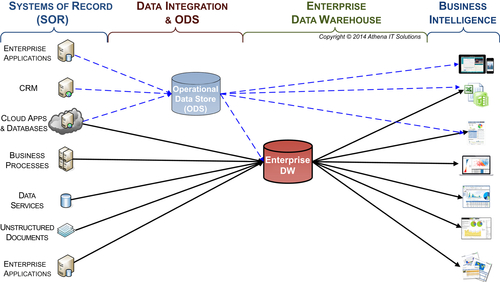 SYSTEMS OF RECORD
(SOR)
DATA INTEGRATION
& ODS
ENTERPRISE
DATA WAREHOUSE
BUSINESS
INTELLIGENCE
Copyright © 2014 Athena IT Solutions
ENTERPRISE
APPLICATIONS
CRM
CLOUD APPS
& DATABASES
BUSINESS
PROCESSES
DATA
SERVICES
UNSTRUCTURED
DOCUMENTS
ENTERPRISE
APPLICATIONS
Operational
Data Store
(ODS)
Enterprise
DW